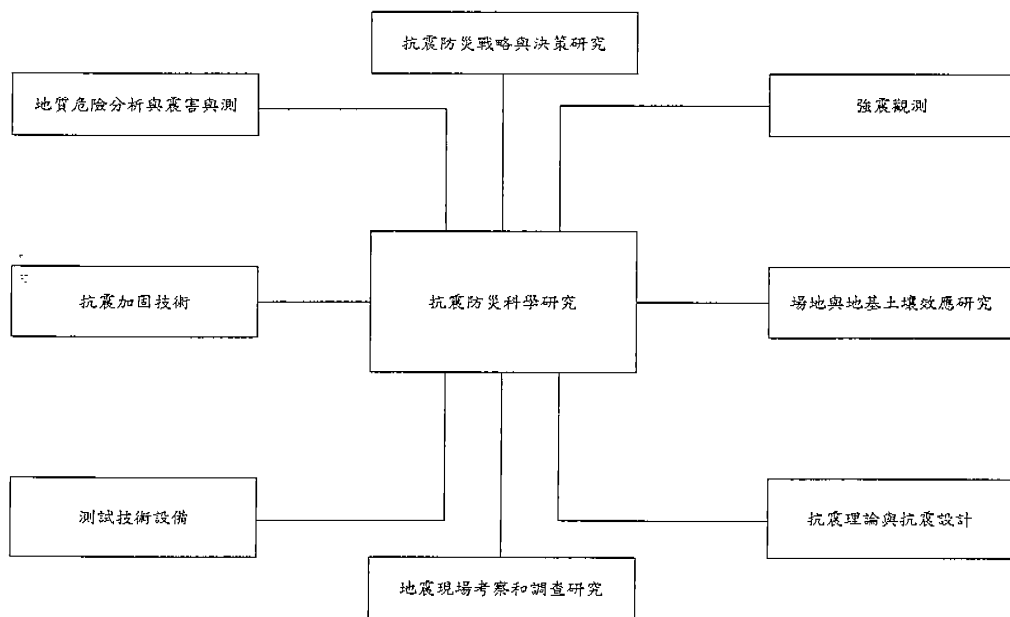 抗震防災戰略與決策研究
地質危險分析與震害與測
強震觀測
抗震加固技術
抗震防災科學研究
場地與地基土壤效應研究
測試技術設備
抗震理論與抗震設計
地震現場考察和調查研究